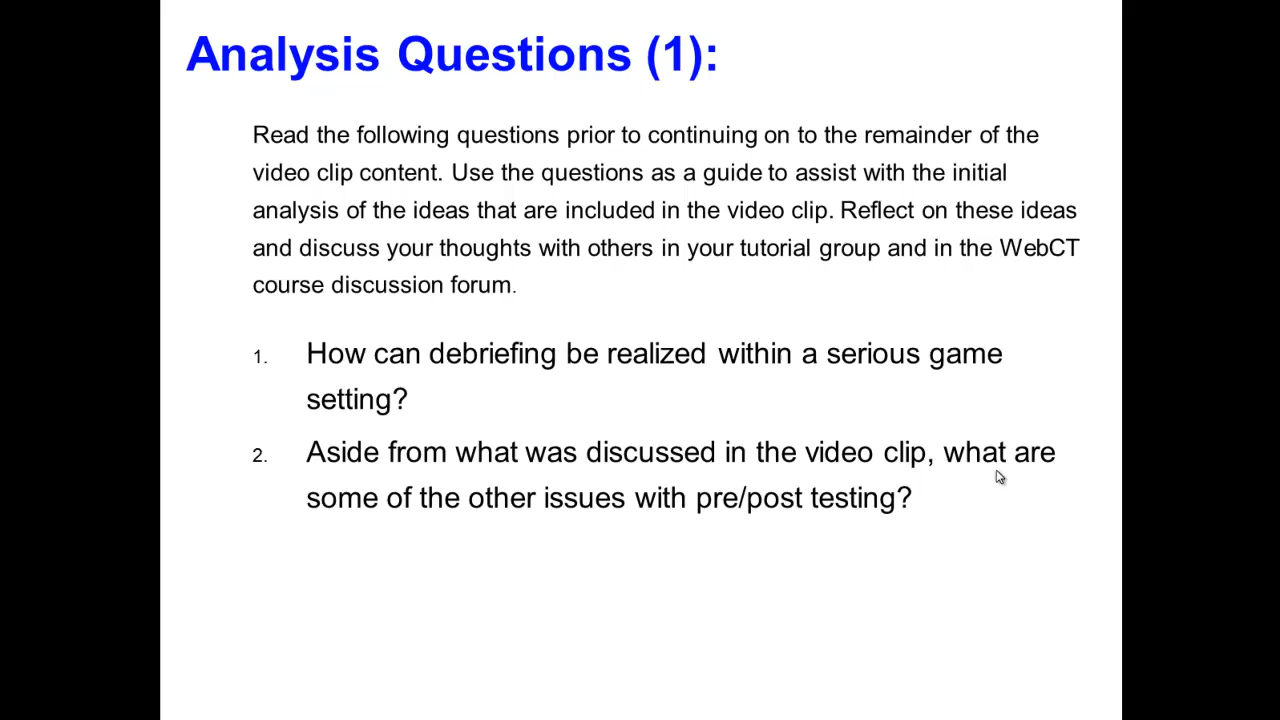 Analysis Questions (1):
Read the following questions prior to continuing on to the remainder of the
video clip content. Use the questions as a guide to assist with the initial
analysis of the ideas that are included in the video clip. Reflect on these ideas
and discuss your thoughts with others in your tutorial group and in the WebCT
course discussion forum.
1. How can debriefing be realized within a serious game
setting?
2. Aside from what was discussed in the video clip, what are
some of the other issues with pre/post testing?